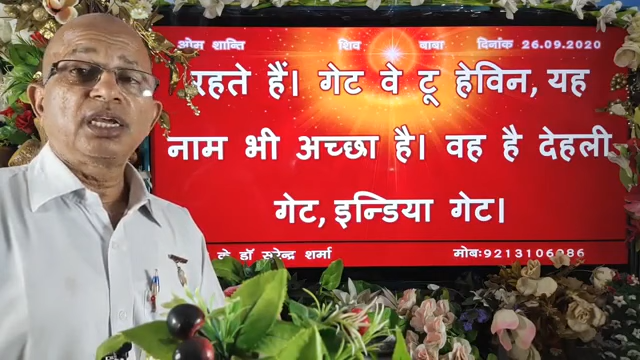 ओम शान्ति शिव बाबा दिनांक 26.09.2020
रहते हैं। गेट वे टू हेविन, यह
नाम भी अच्छा है। वह है देहली
गेट, इन्डिया गेट।
ले डॉ सुरेन्द्र शर्मा मोबः9213106986